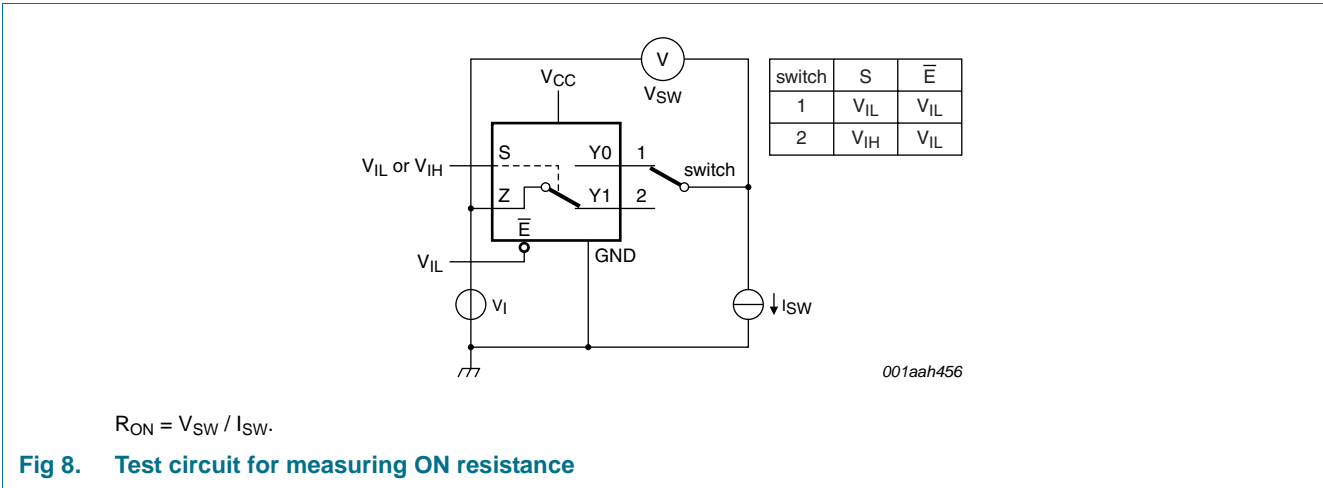 V
VSW
VCC
switch S E̅
1 VIL VIL
2 VIH VIL
VIL or VIH
S Y0 1
switch
Z Y1 2
E̅
GND
VIL
VI
ISW
001aah456
RON = VSW / ISW.
Fig 8. Test circuit for measuring ON resistance